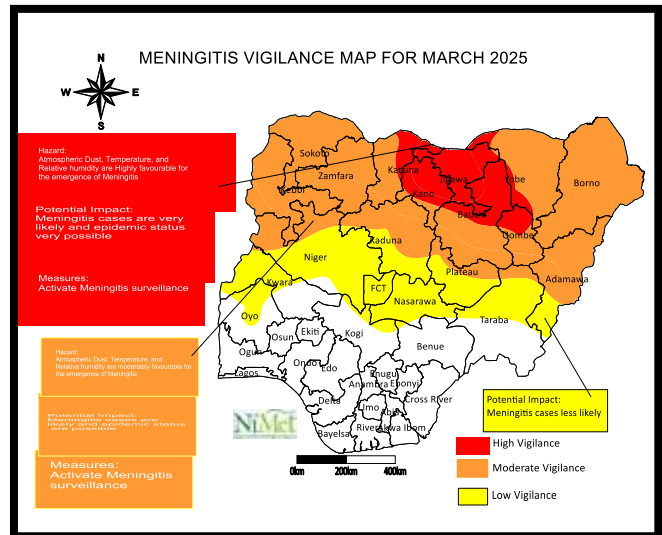 MENINGITIS VIGILANCE MAP FOR MARCH 2025
N
W
E
S
Hazard:
Atmospheric Dust, Temperature, and
Relative humidity are Highly favourable for
the emergence of Meningitis
Potential Impact:
Meningitis cases are very
likely and epidemic status
very possible
Measures:
Activate Meningitis surveillance
Hazard:
Atmospheric Dust, Temperature, and
Relative humidity are moderately favourable for
the emergence of Meningitis
Potential Impact:
Meningitis cases are
likely and epidemic status
are possible
Measures:
Activate Meningitis
surveillance
Sokoto
Zamfara
Kebbi
Katsina
Kano
Jigawa
Yobe
Borno
Bauchi
Gombe
Kaduna
Niger
Plateau
Adamawa
Kwara
FCT
Nasarawa
Oyo
Taraba
Osun
Ekiti
Kogi
Benue
Ogun
Ondo
Edo
Lagos
Enugu
Anambra
Ebonyi
Delta
Imo
Abia
Cross River
Bayelsa
Rivers
Akwa Ibom
NiMet
0km
200km
400km
Potential Impact:
Meningitis cases less likely
High Vigilance
Moderate Vigilance
Low Vigilance